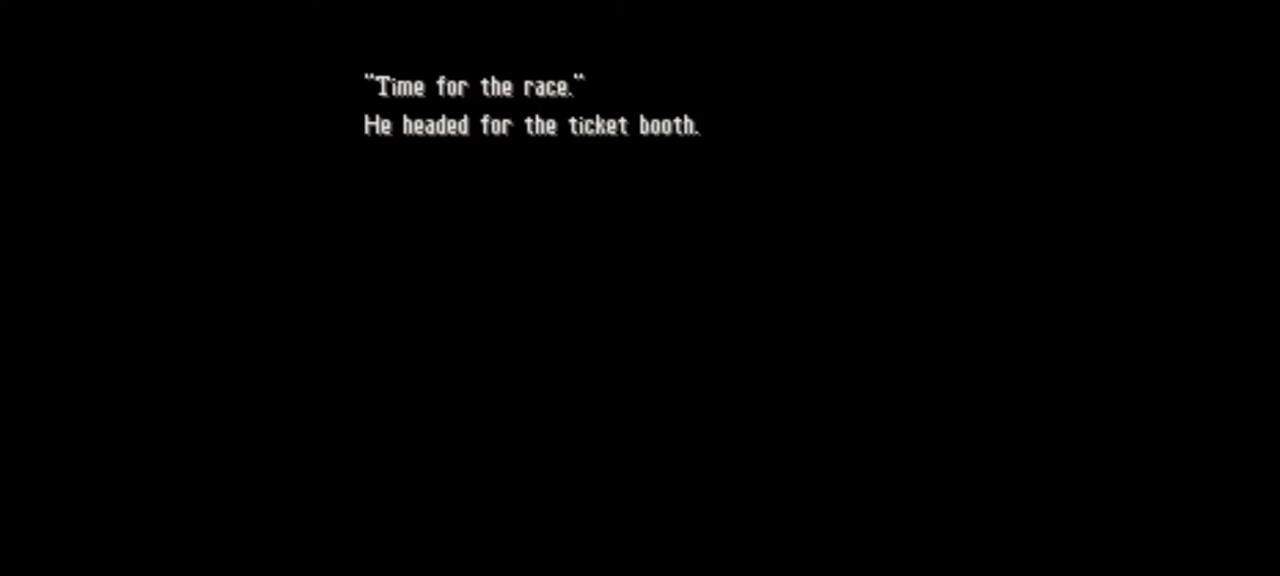 "Time for the race."
He headed for the ticket booth.